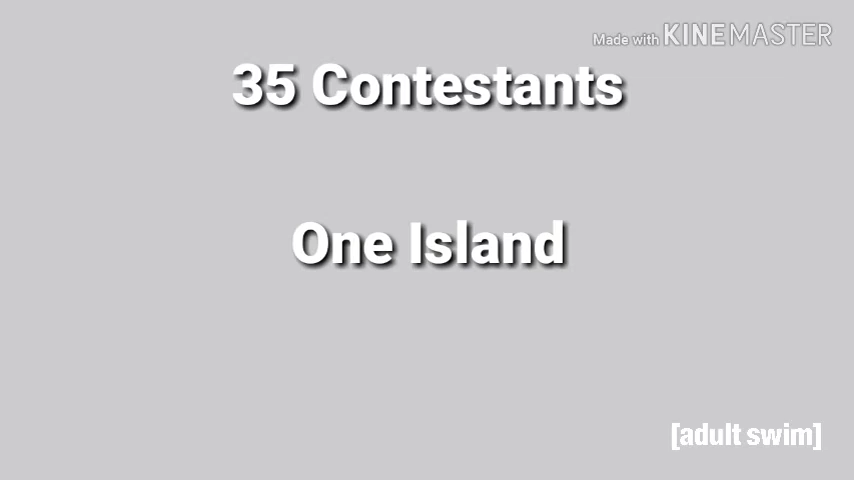 Made with KINEMASTER
35 Contestants
One Island
[adult swim]